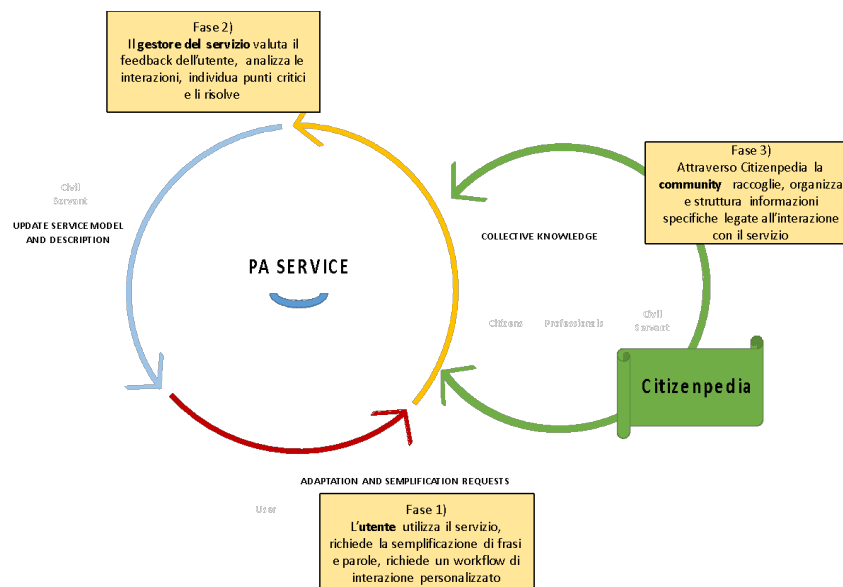 Fase 2)
Il gestore del servizio valuta il
feedback dell'utente, analizza le
interazioni, individua punti critici
e li risolve
Fase 3)
Attraverso Citizenpedia la
community raccoglie, organizza
e struttura informazioni
specifiche legate all'interazione
con il servizio
Civil
Servant
UPDATE SERVICE MODEL
AND DESCRIPTION
COLLECTIVE KNOWLEDGE
PA SERVICE
Citizens
Professionals
Civil
Servant
Citizenpedia
ADAPTATION AND SEMPLIFICATION REQUESTS
User
Fase 1)
L'utente utilizza il servizio,
richiede la semplificazione di frasi
e parole, richiede un workflow di
interazione personalizzato